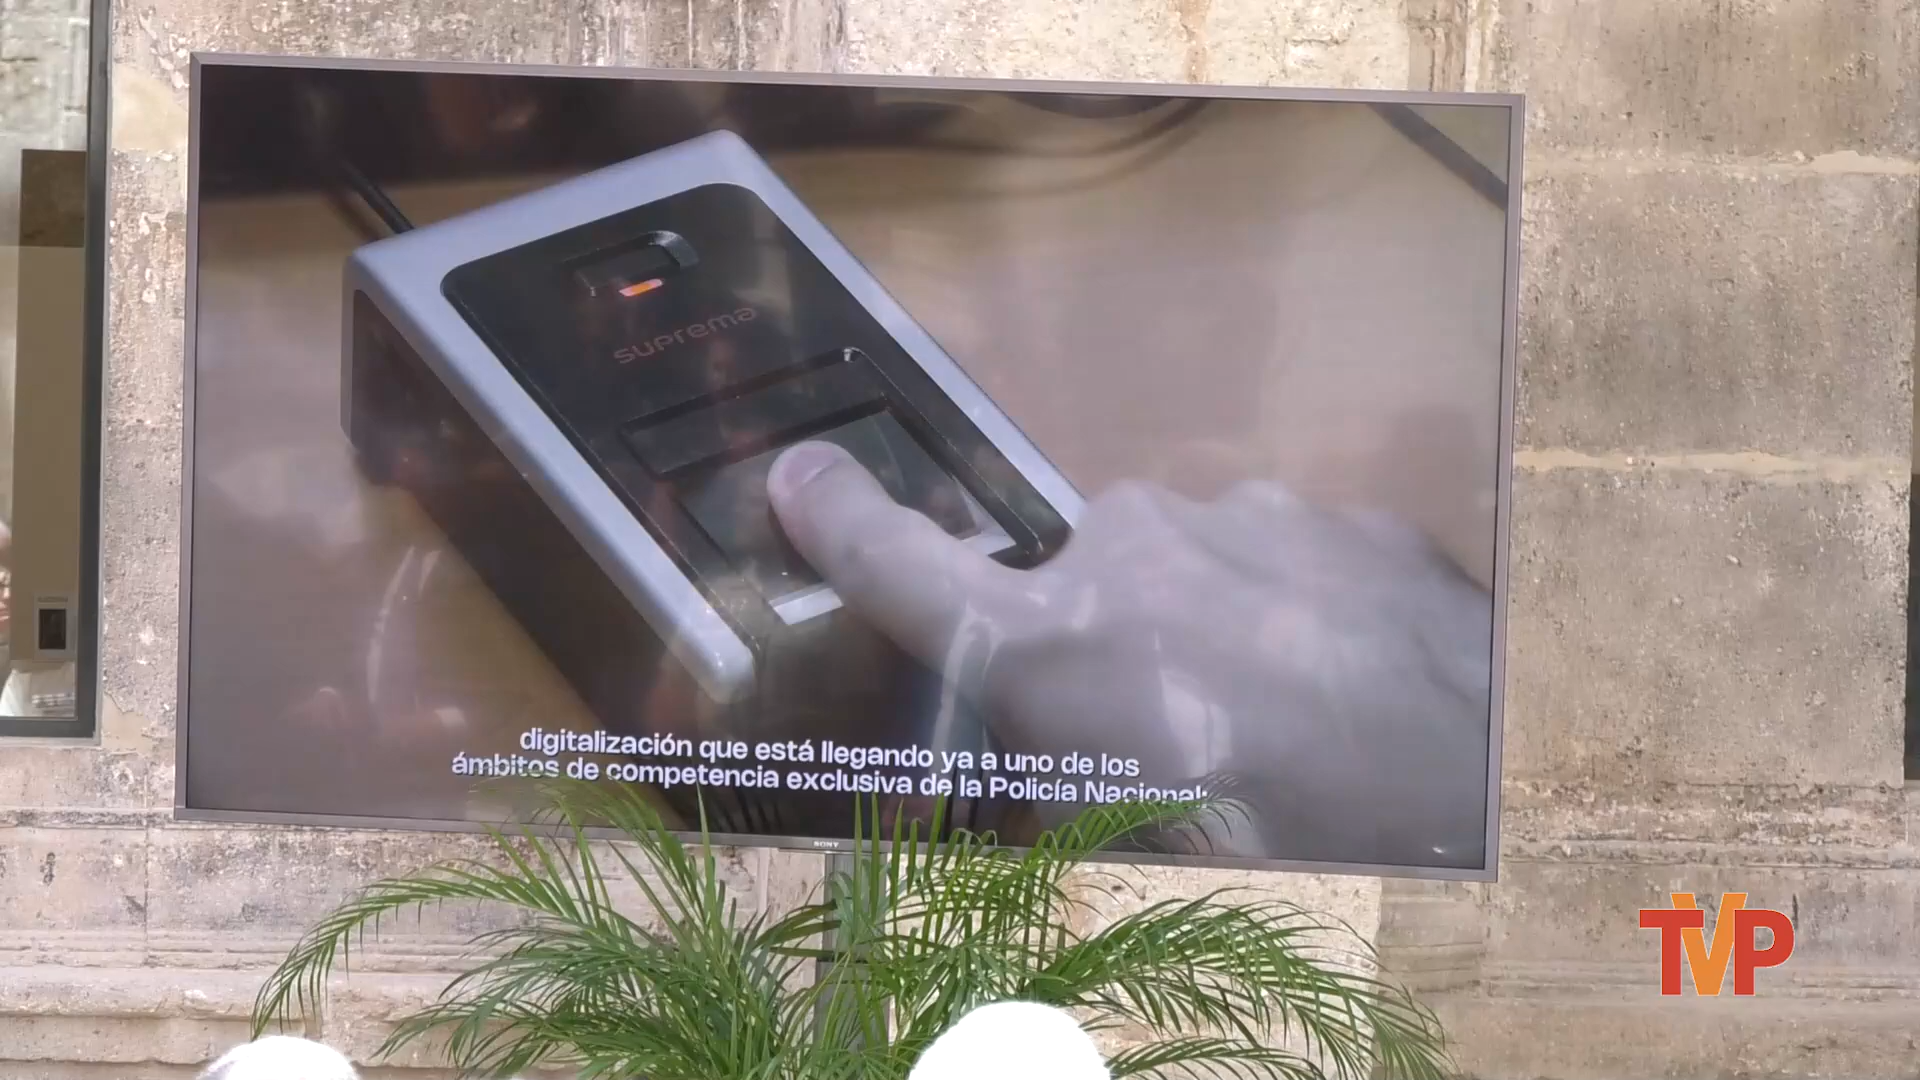 suprema
digitalización que está llegando ya a uno de los
ámbitos de competencia exclusiva de la Policía Nacional:
SONY
TVP